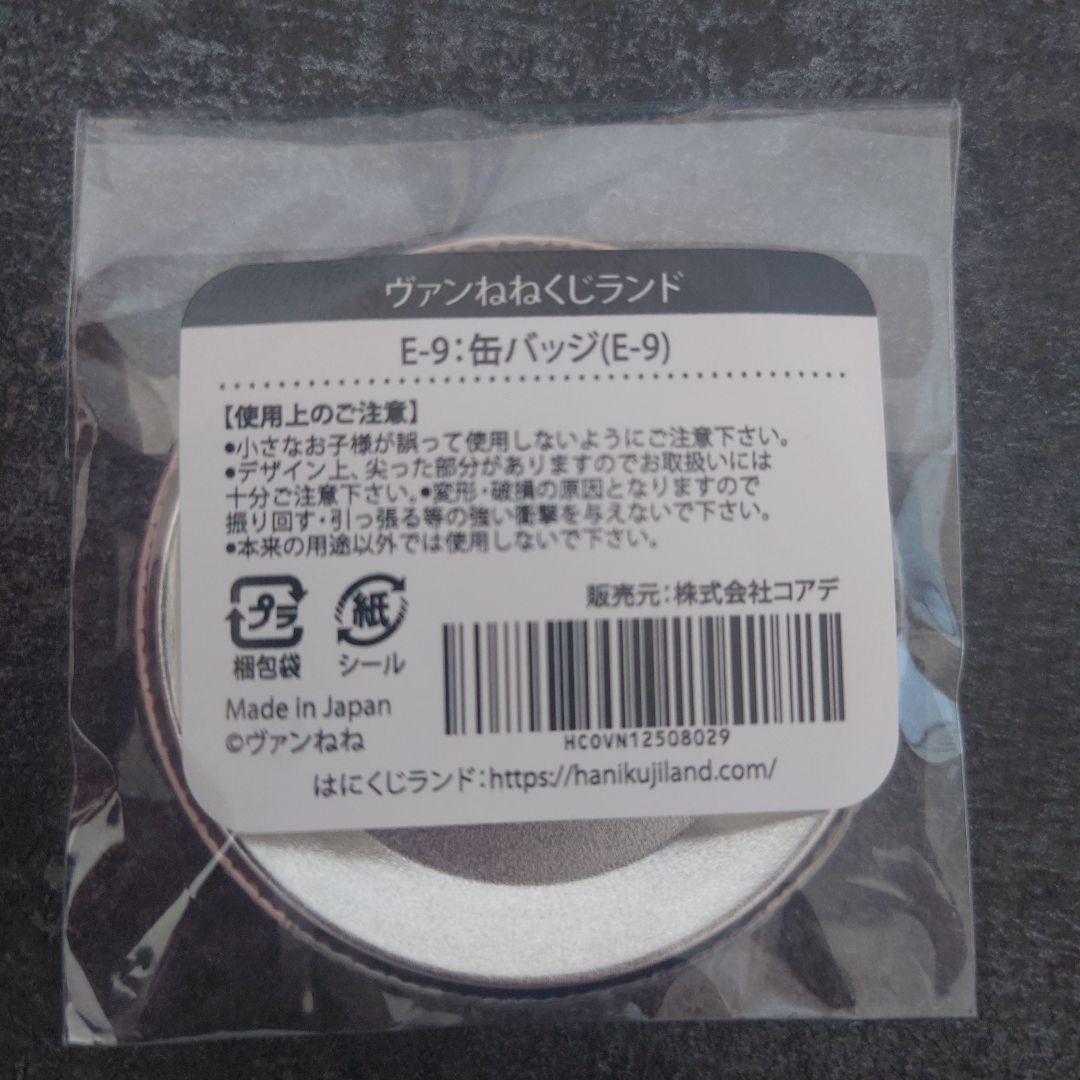 ヴァンねねくじランド
E-9：缶バッジ(E-9)
【使用上のご注意】
●小さなお子様が誤って使用しないようにご注意下さい。
●デザイン上、尖った部分がありますのでお取扱いには
十分ご注意下さい。●変形・破損の原因となりますので
振り回す・引っ張る等の強い衝撃を与えないで下さい。
●本来の用途以外では使用しないで下さい。
販売元：株式会社コアデ
プラ 紙
梱包袋 シール
Made in Japan
©ヴァンねね
HCOVN12508029
はにくじランド：https://hanikujiland.com/